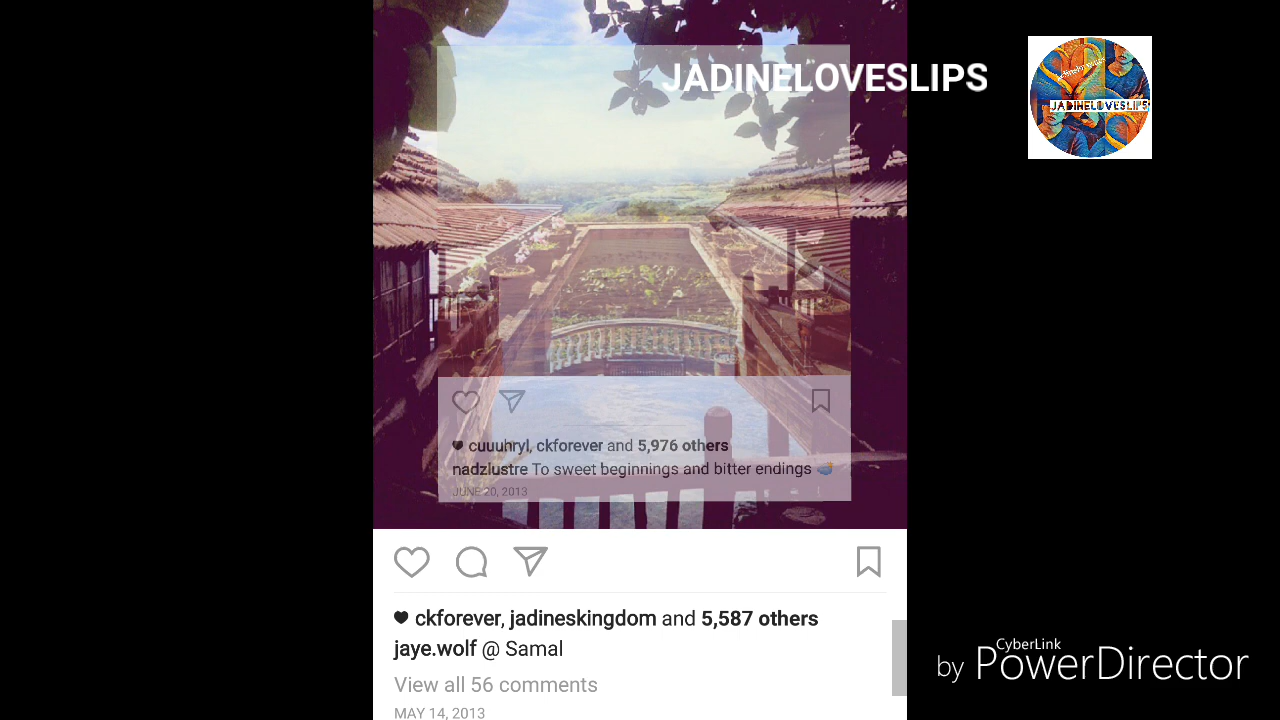 JADINELOVESLIPS
JADINELOVESLIPS
cuuuhryl, ckforever and 5,976 others
nadzlustre To sweet beginnings and bitter endings
JUNE 20, 2013
ckforever, jadineskingdom and 5,587 others
jaye.wolf @ Samal
View all 56 comments
MAY 14, 2013
CyberLink
by PowerDirector